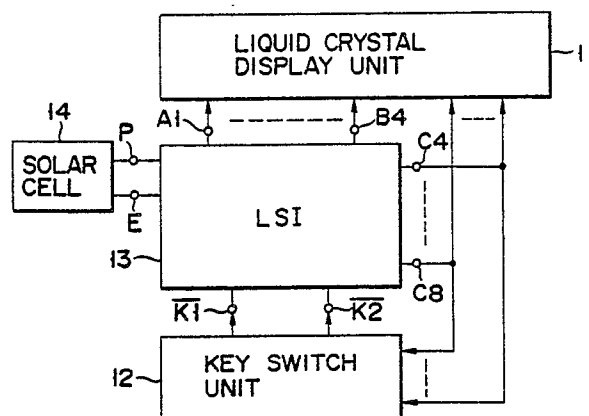 LIQUID CRYSTAL
DISPLAY UNIT
1
14
A1
B4
P
C4
SOLAR
CELL
LSI
E
13
C8
K1
K2
12
KEY SWITCH
UNIT